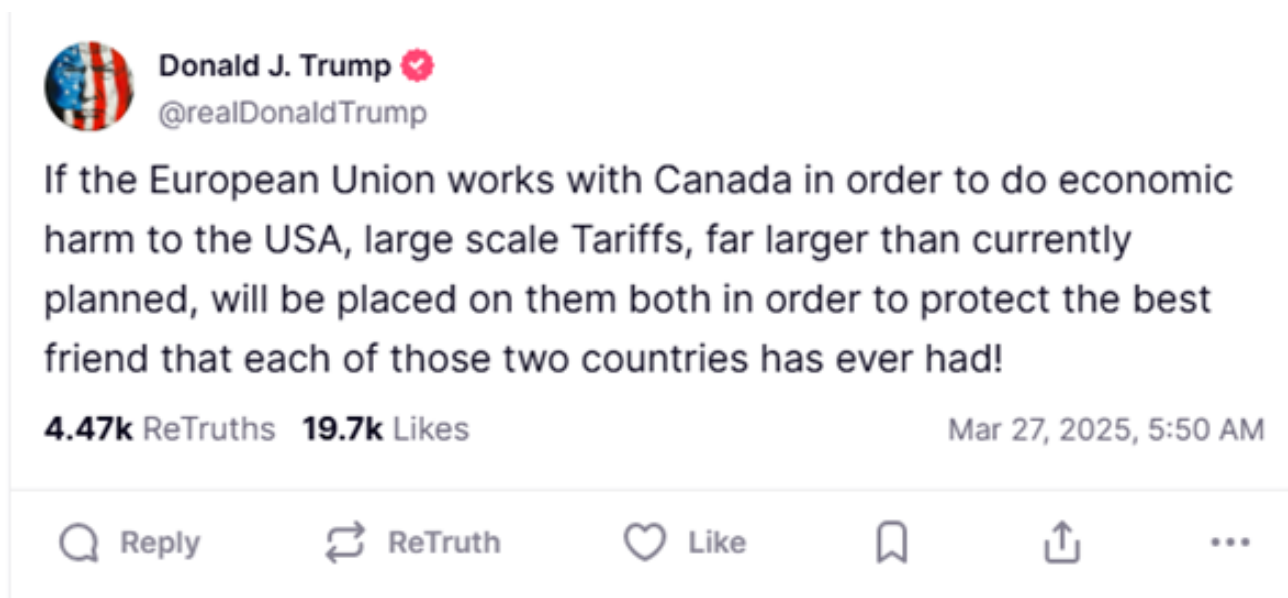 Donald J. Trump
@realDonaldTrump
If the European Union works with Canada in order to do economic
harm to the USA, large scale Tariffs, far larger than currently
planned, will be placed on them both in order to protect the best
friend that each of those two countries has ever had!
4.47k ReTruths 19.7k Likes Mar 27, 2025, 5:50 AM
Reply ReTruth Like